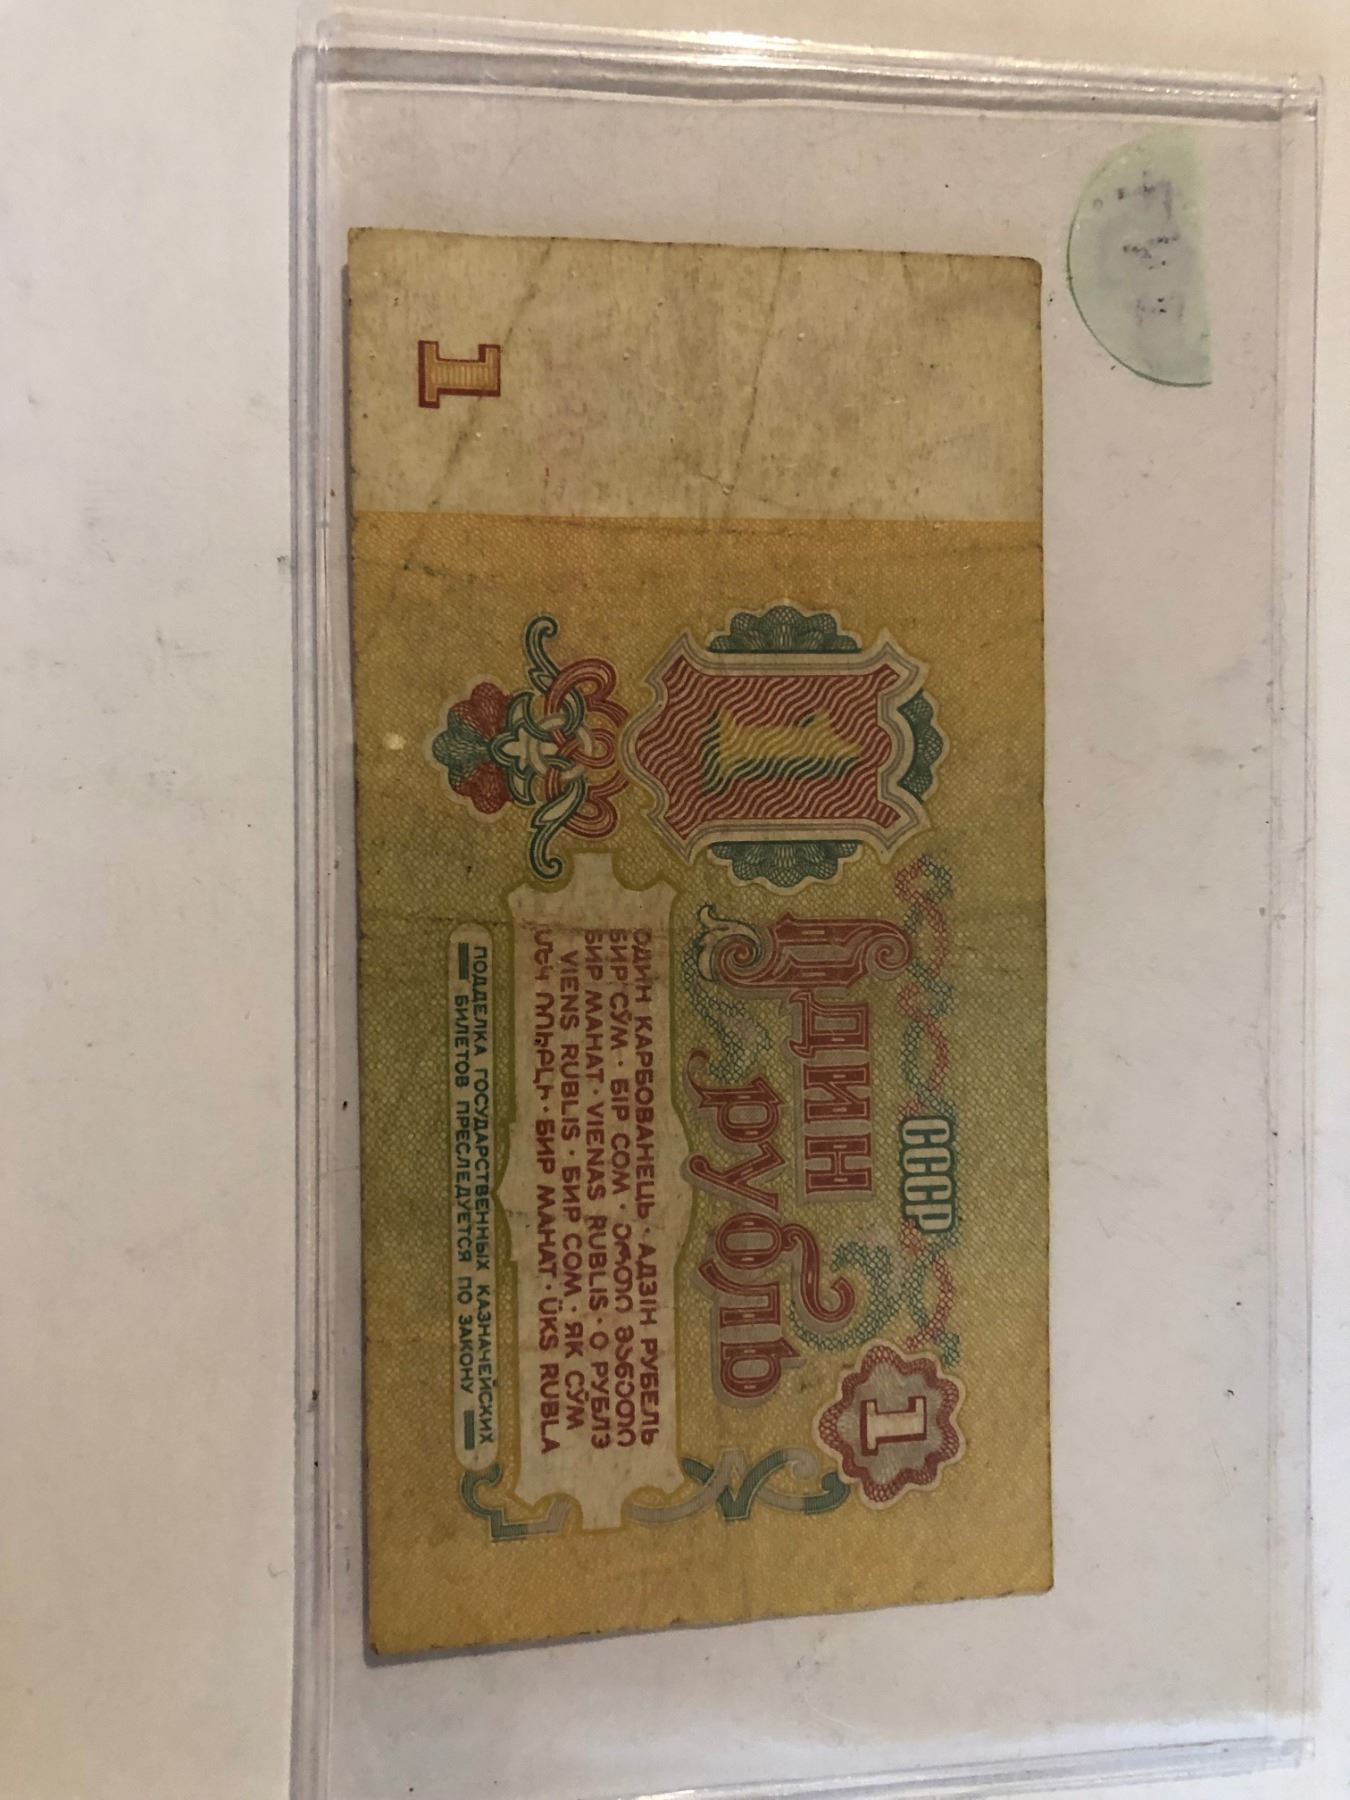 СССР
1
Один
рубль
1
ОДИН КАРБОВАНЕЦЬ · АДЗІН РУБЕЛЬ
БИР СЎМ · БІР СОМ · ᲔᲠᲗᲘ ᲛᲐᲜᲔᲗᲘ
БИР МАНАТ · VIENAS RUBLIS · О РУБЛЭ
VIENS RUBLIS · БИР СОМ · ЯК СЎМ
ՄԵԿ ՌՈՒԲԼԻ · БИР МАНАТ · ÜKS RUBLA
ПОДДЕЛКА ГОСУДАРСТВЕННЫХ КАЗНАЧЕЙСКИХ
БИЛЕТОВ ПРЕСЛЕДУЕТСЯ ПО ЗАКОНУ
1